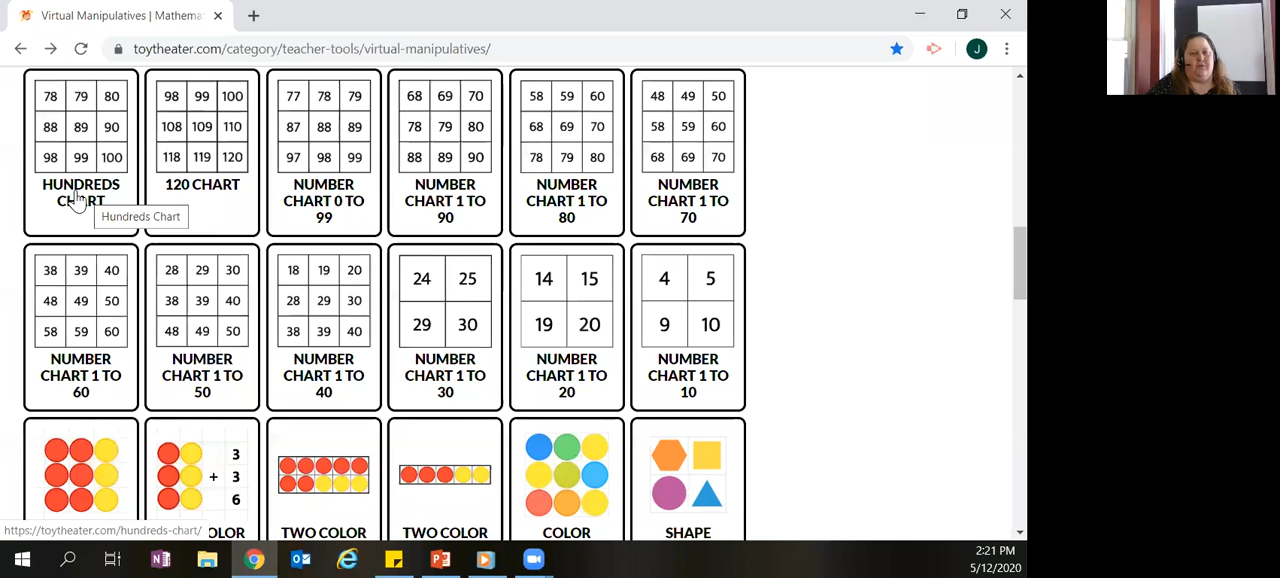 Virtual Manipulatives | Mathema
toytheater.com/category/teacher-tools/virtual-manipulatives/
J
78 79 80
88 89 90
98 99 100
HUNDREDS
CHART
Hundreds Chart
98 99 100
108 109 110
118 119 120
120 CHART
77 78 79
87 88 89
97 98 99
NUMBER
CHART 0 TO
99
68 69 70
78 79 80
88 89 90
NUMBER
CHART 1 TO
90
58 59 60
68 69 70
78 79 80
NUMBER
CHART 1 TO
80
48 49 50
58 59 60
68 69 70
NUMBER
CHART 1 TO
70
38 39 40
48 49 50
58 59 60
NUMBER
CHART 1 TO
60
28 29 30
38 39 40
48 49 50
NUMBER
CHART 1 TO
50
18 19 20
28 29 30
38 39 40
NUMBER
CHART 1 TO
40
24 25
29 30
NUMBER
CHART 1 TO
30
14 15
19 20
NUMBER
CHART 1 TO
20
4 5
9 10
NUMBER
CHART 1 TO
10
3
+ 3
6
OLOR
TWO COLOR
TWO COLOR
COLOR
SHAPE
https://toytheater.com/hundreds-chart/
2:21 PM
5/12/2020